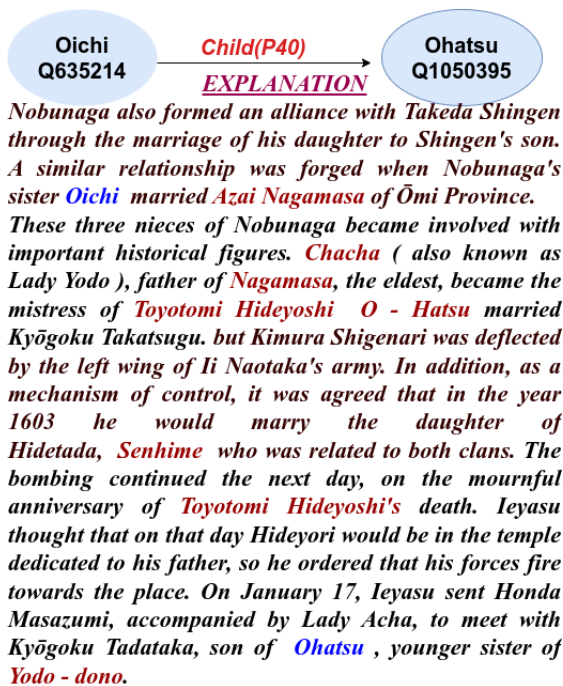 Oichi
Q635214
Child(P40)
Ohatsu
Q1050395
EXPLANATION
Nobunaga also formed an alliance with Takeda Shingen
through the marriage of his daughter to Shingen's son.
A similar relationship was forged when Nobunaga's
sister Oichi married Azai Nagamasa of Ōmi Province.
These three nieces of Nobunaga became involved with
important historical figures. Chacha ( also known as
Lady Yodo ), father of Nagamasa, the eldest, became the
mistress of Toyotomi Hideyoshi O - Hatsu married
Kyōgoku Takatsugu. but Kimura Shigenari was deflected
by the left wing of Ii Naotaka's army. In addition, as a
mechanism of control, it was agreed that in the year
1603 he would marry the daughter of
Hidetada, Senhime who was related to both clans. The
bombing continued the next day, on the mournful
anniversary of Toyotomi Hideyoshi's death. Ieyasu
thought that on that day Hideyori would be in the temple
dedicated to his father, so he ordered that his forces fire
towards the place. On January 17, Ieyasu sent Honda
Masazumi, accompanied by Lady Acha, to meet with
Kyōgoku Tadataka, son of Ohatsu , younger sister of
Yodo - dono.